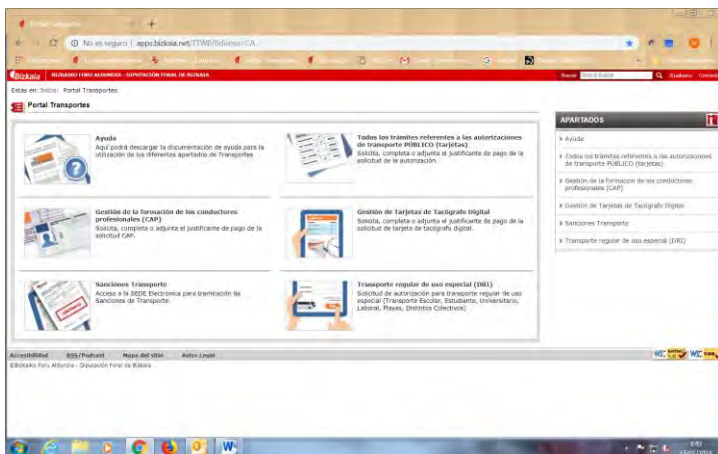 No es seguro | apps.bizkaia.net/TTWB?Idioma=CA
Bizkaia
BIZKAIKO FORU ALDUNDIA - DIPUTACIÓN FORAL DE BIZKAIA
Buscar
Euskara
Estás en: Inicio: Portal Transportes
Portal Transportes
Ayuda
Aquí podrá descargar la documentación de ayuda para la
utilización de los diferentes apartados de Transportes
Todos los trámites referentes a las autorizaciones
de transporte PÚBLICO (tarjetas)
Solicita, completa o adjunta el justificante de pago de la
solicitud de la autorización.
Gestión de la formación de los conductores
profesionales (CAP)
Solicita, completa o adjunta el justificante de pago de la
solicitud CAP.
Gestión de Tarjetas de Tacógrafo Digital
Solicita, completa o adjunta el justificante de pago de la
solicitud de tarjeta de tacógrafo digital.
Sanciones Transporte
Acceso a la SEDE Electrónica para tramitación de
Sanciones de Transporte.
Transporte regular de uso especial (DRI)
Solicitud de autorización para transporte regular de uso
especial (Transporte Escolar, Estudiante, Universitario,
Laboral, Playas, Distintos Colectivos)
APARTADOS
Ayuda
Todos los trámites referentes a las autorizaciones
de transporte PÚBLICO (tarjetas)
Gestión de la formación de los conductores
profesionales (CAP)
Gestión de Tarjetas de Tacógrafo Digital
Sanciones Transporte
Transporte regular de uso especial (DRI)
Accesibilidad
RSS/Podcast
Mapa del sitio
Aviso Legal
©Bizkaiko Foru Aldundia - Diputación Foral de Bizkaia